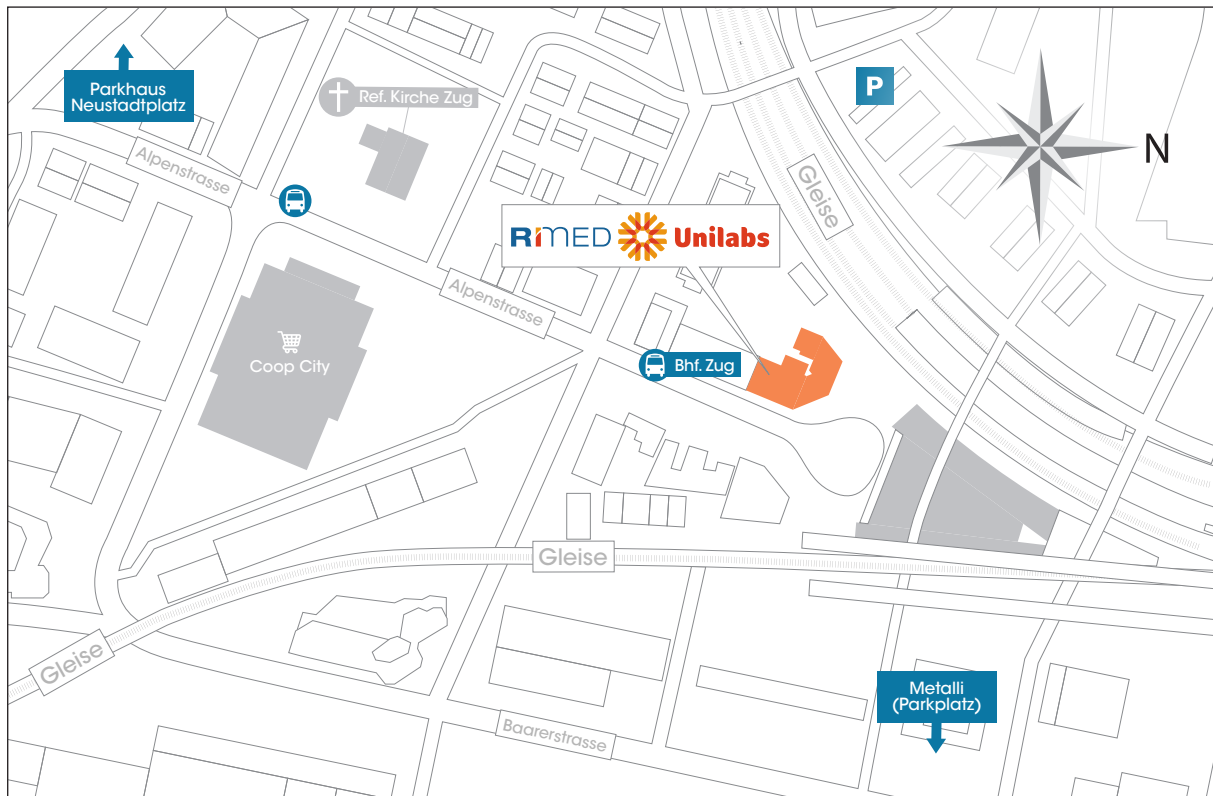 Parkhaus
Neustadtplatz
P
Ref. Kirche Zug
N
Alpenstrasse
Gleise
RIMED Unilabs
Alpenstrasse
Coop City
Bhf. Zug
Gleise
Gleise
Metalli
(Parkplatz)
Baarerstrasse